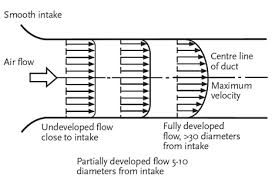 Smooth intake
Air flow
Centre line
of duct
Maximum
velocity
Undeveloped flow
close to intake
Fully developed
flow, >30 diameters
from intake
Partially developed flow 5-10
diameters from intake